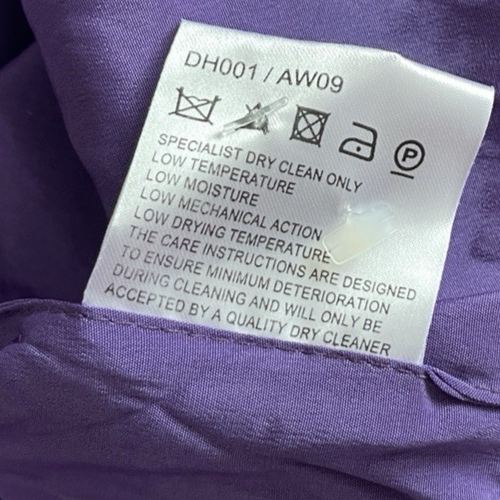 DH001 / AW09
P
SPECIALIST DRY CLEAN ONLY
LOW TEMPERATURE
LOW MOISTURE
LOW MECHANICAL ACTION
LOW DRYING TEMPERATURE
THE CARE INSTRUCTIONS ARE DESIGNED
TO ENSURE MINIMUM DETERIORATION
DURING CLEANING AND WILL ONLY BE
ACCEPTED BY A QUALITY DRY CLEANER